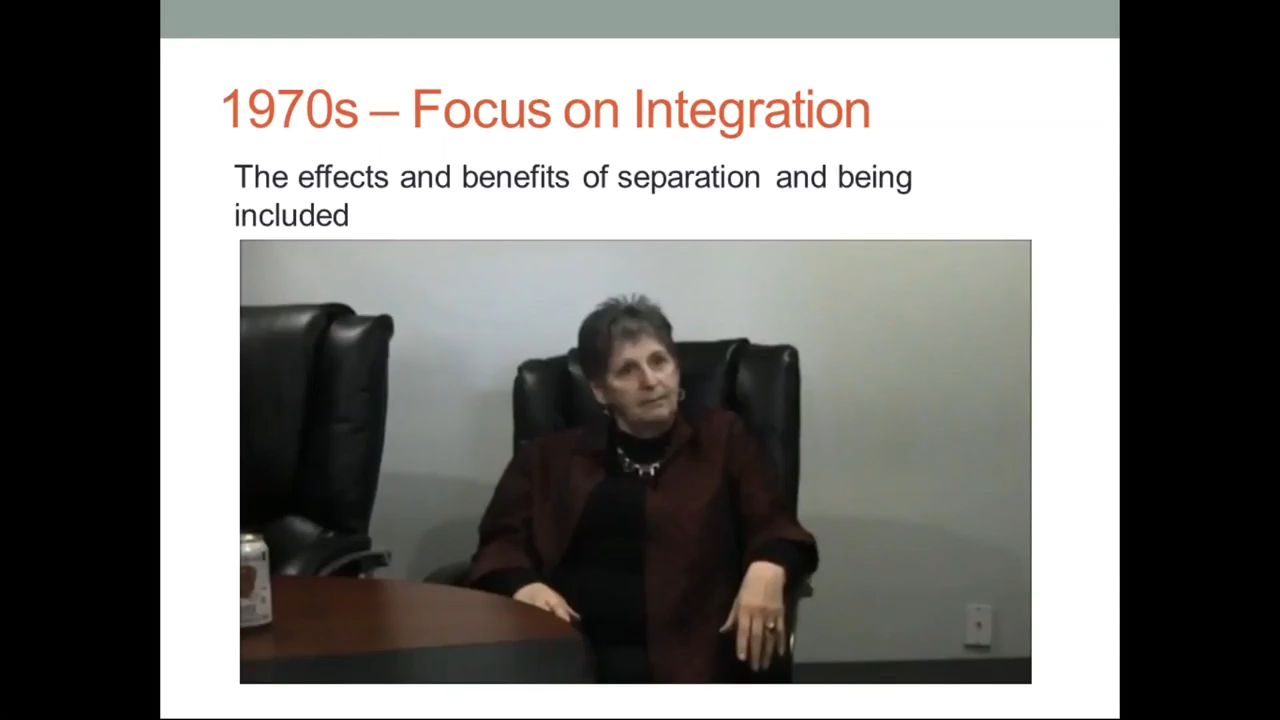 1970s – Focus on Integration
The effects and benefits of separation and being
included